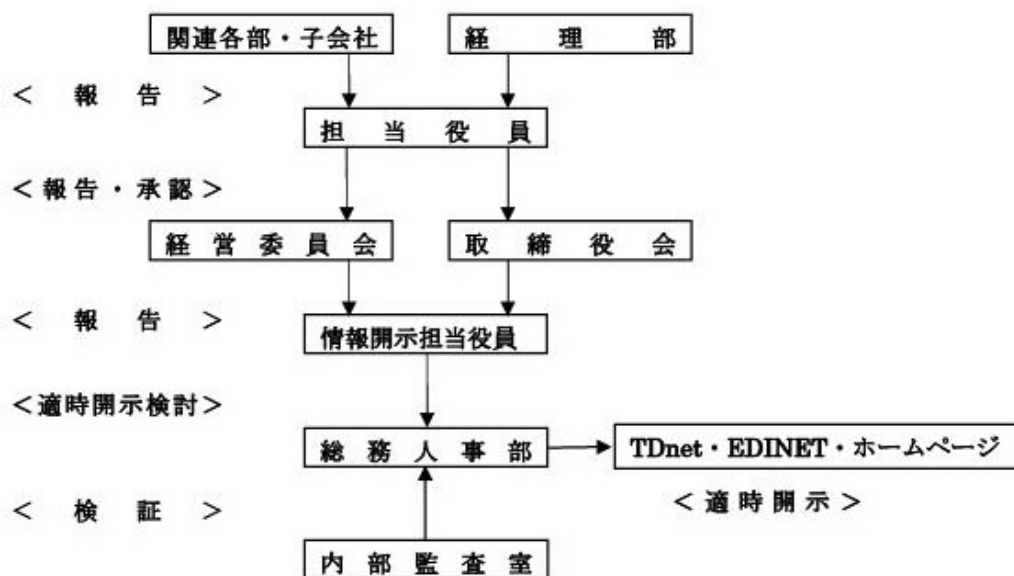 関連各部・子会社 経理部
＜報告＞
担当役員
＜報告・承認＞
経営委員会 取締役会
＜報告＞
情報開示担当役員
＜適時開示検討＞
総務人事部 TDnet・EDINET・ホームページ
＜検証＞ ＜適時開示＞
内部監査室